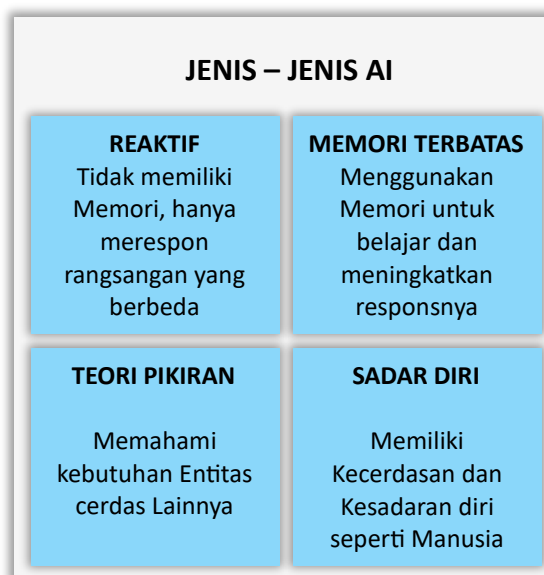 JENIS – JENIS AI
REAKTIF
Tidak memiliki
Memori, hanya
merespon
rangsangan yang
berbeda
MEMORI TERBATAS
Menggunakan
Memori untuk
belajar dan
meningkatkan
responsnya
TEORI PIKIRAN
Memahami
kebutuhan Entitas
cerdas Lainnya
SADAR DIRI
Memiliki
Kecerdasan dan
Kesadaran diri
seperti Manusia